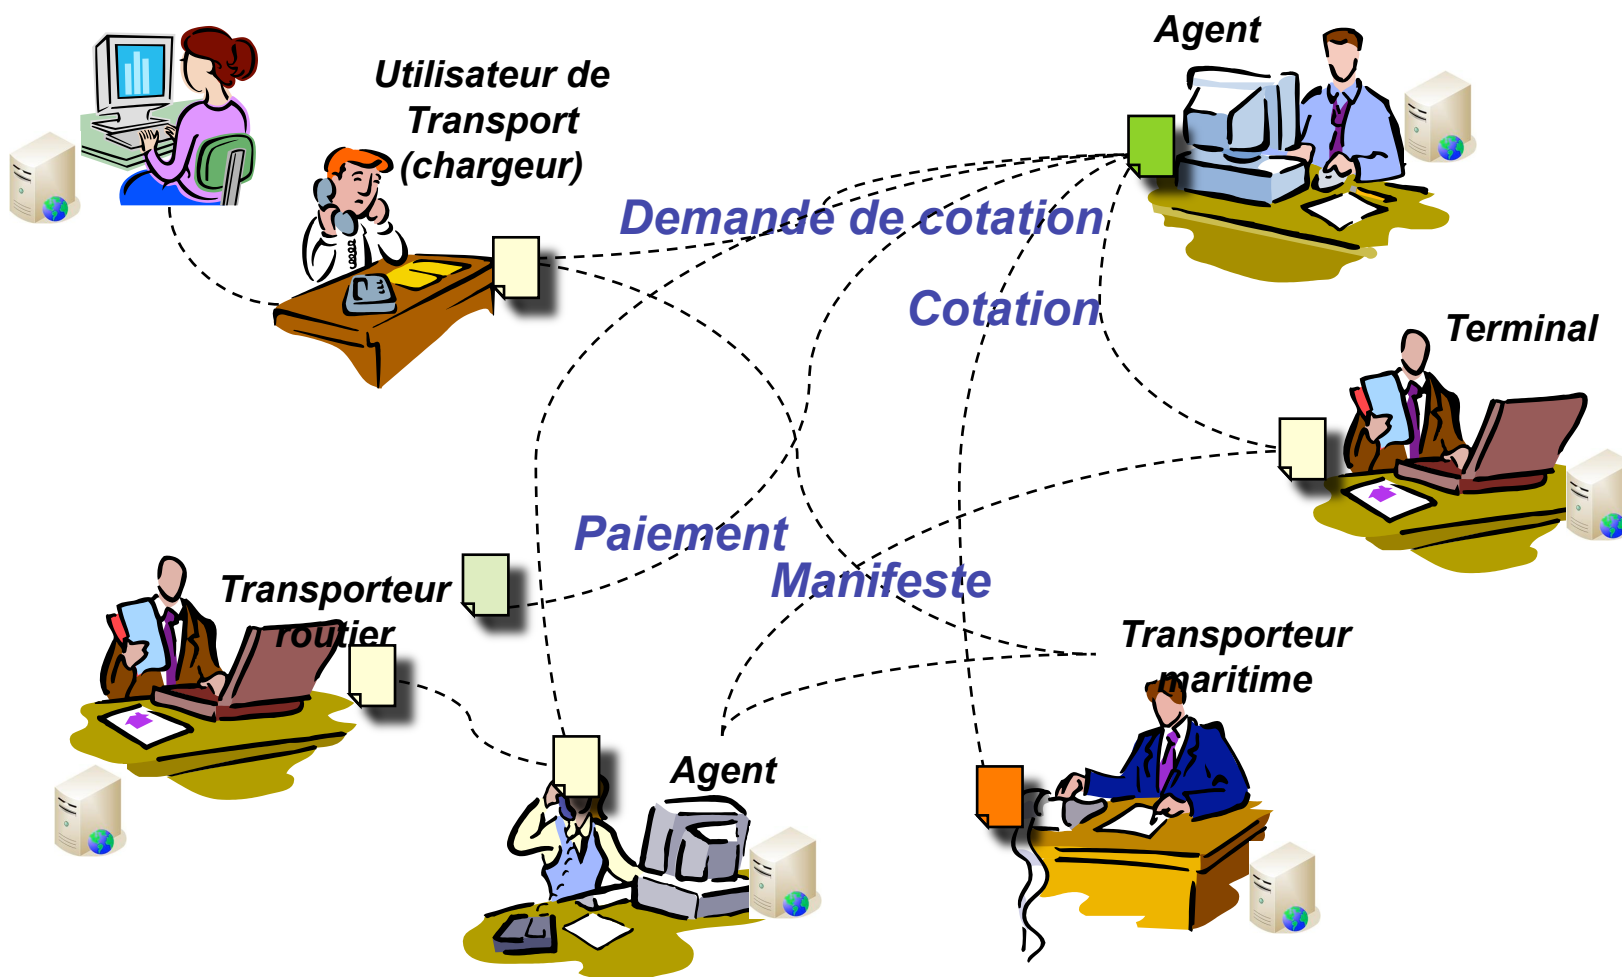 Agent
Utilisateur de
Transport
(chargeur)
Demande de cotation
Cotation
Terminal
Paiement
Manifeste
Transporteur
routier
Transporteur
maritime
Agent